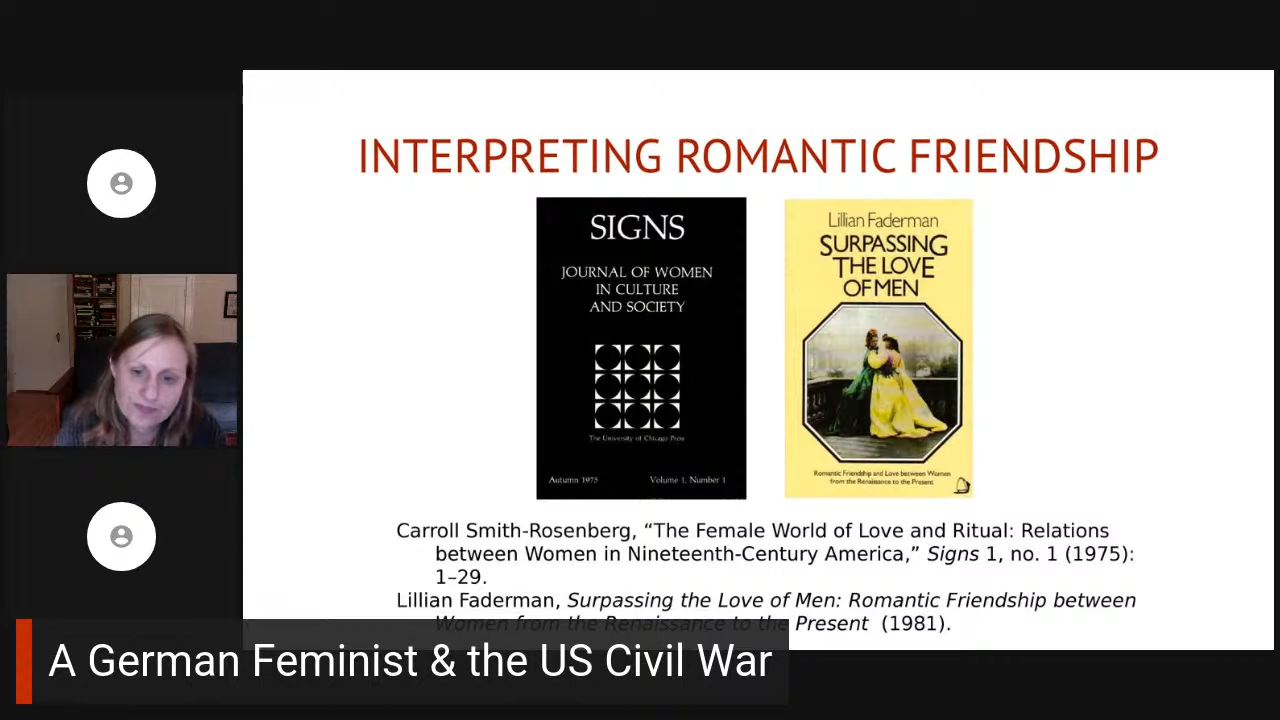 INTERPRETING ROMANTIC FRIENDSHIP
SIGNS
JOURNAL OF WOMEN
IN CULTURE
AND SOCIETY
The University of Chicago Press
Autumn 1975 Volume 1, Number 1
Lillian Faderman
SURPASSING
THE LOVE
OF MEN
Romantic Friendship and Love between Women
from the Renaissance to the Present
Carroll Smith-Rosenberg, “The Female World of Love and Ritual: Relations
between Women in Nineteenth-Century America,” Signs 1, no. 1 (1975):
1–29.
Lillian Faderman, Surpassing the Love of Men: Romantic Friendship between
Women from the Renaissance to the Present (1981).
A German Feminist & the US Civil War